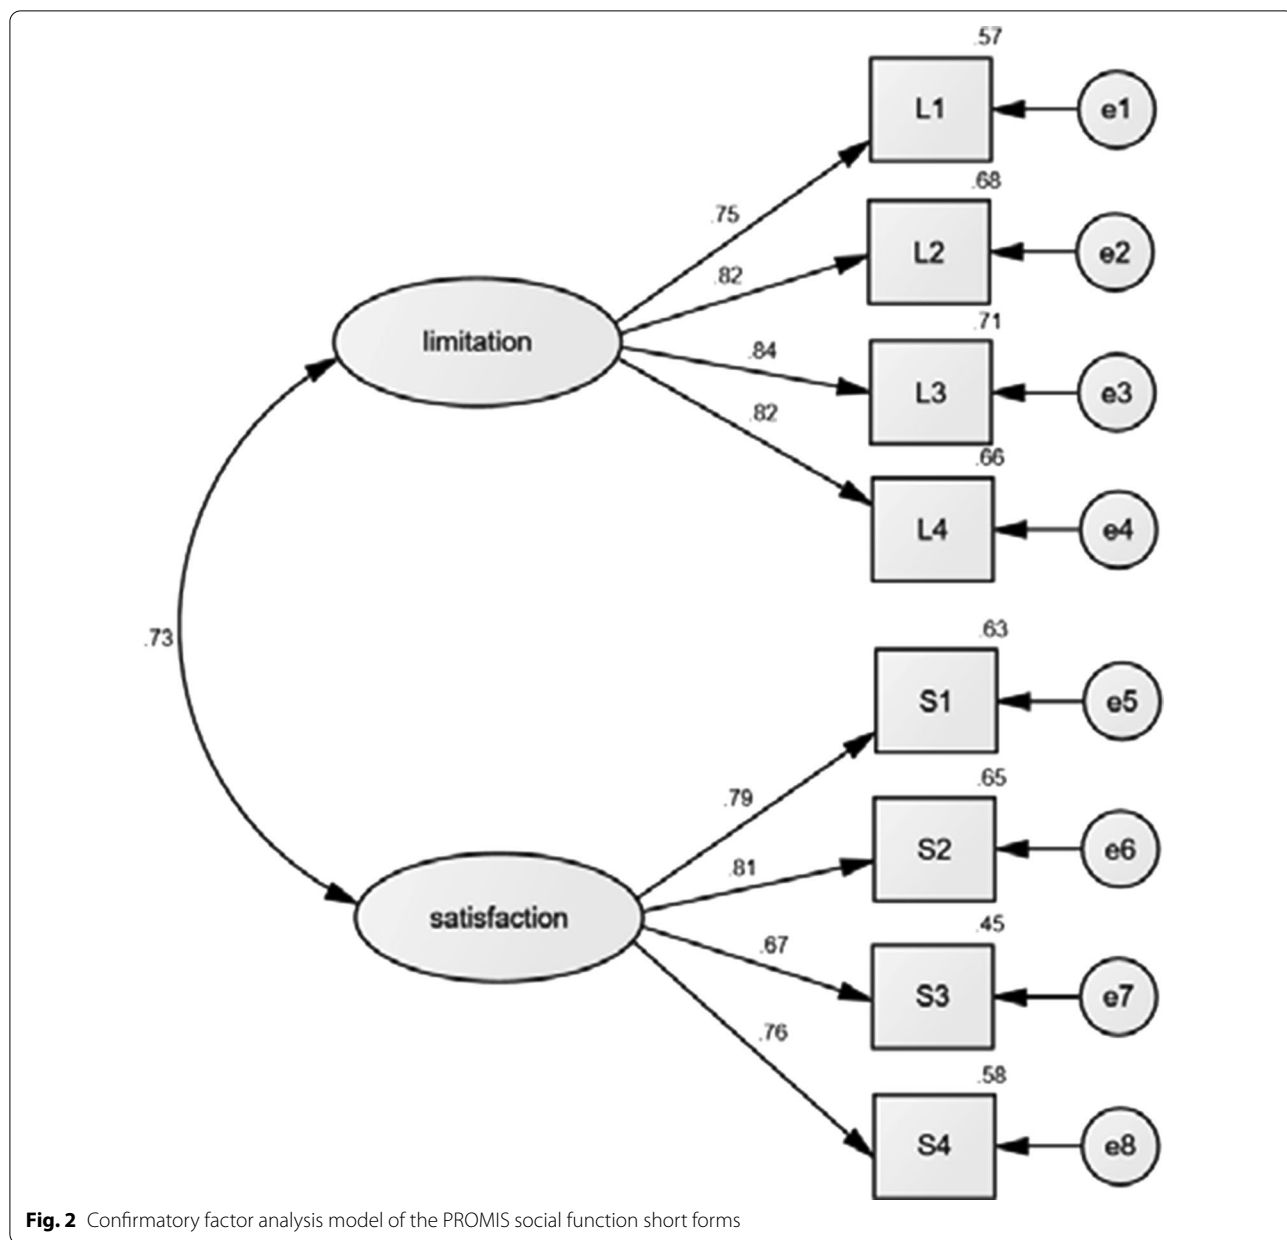 .57
L1
e1
.75
.68
L2
e2
.82
.71
limitation
.84
L3
e3
.82
.66
L4
e4
.73
.63
S1
e5
.79
.65
S2
e6
.81
.45
satisfaction
.67
S3
e7
.76
.58
S4
e8
Fig. 2 Confirmatory factor analysis model of the PROMIS social function short forms